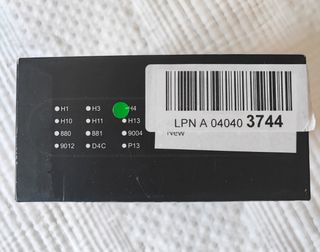 H1 H3 H4
H10 H11 H13
880 881 9004
9012 D4C P13
LPN A 04040 3744
New